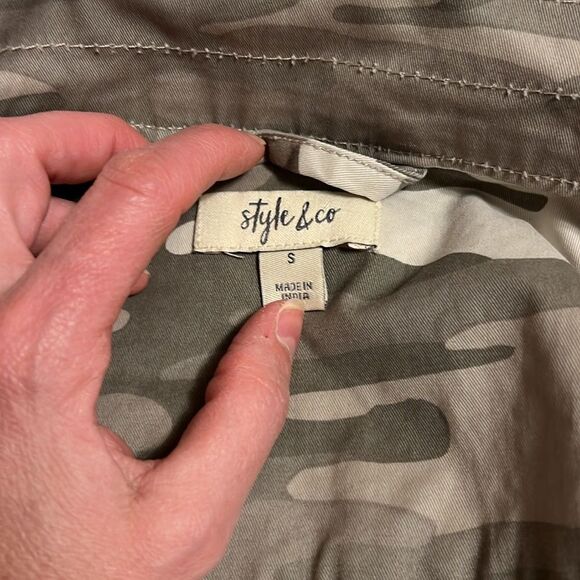 style & co
S
MADE IN
INDIA